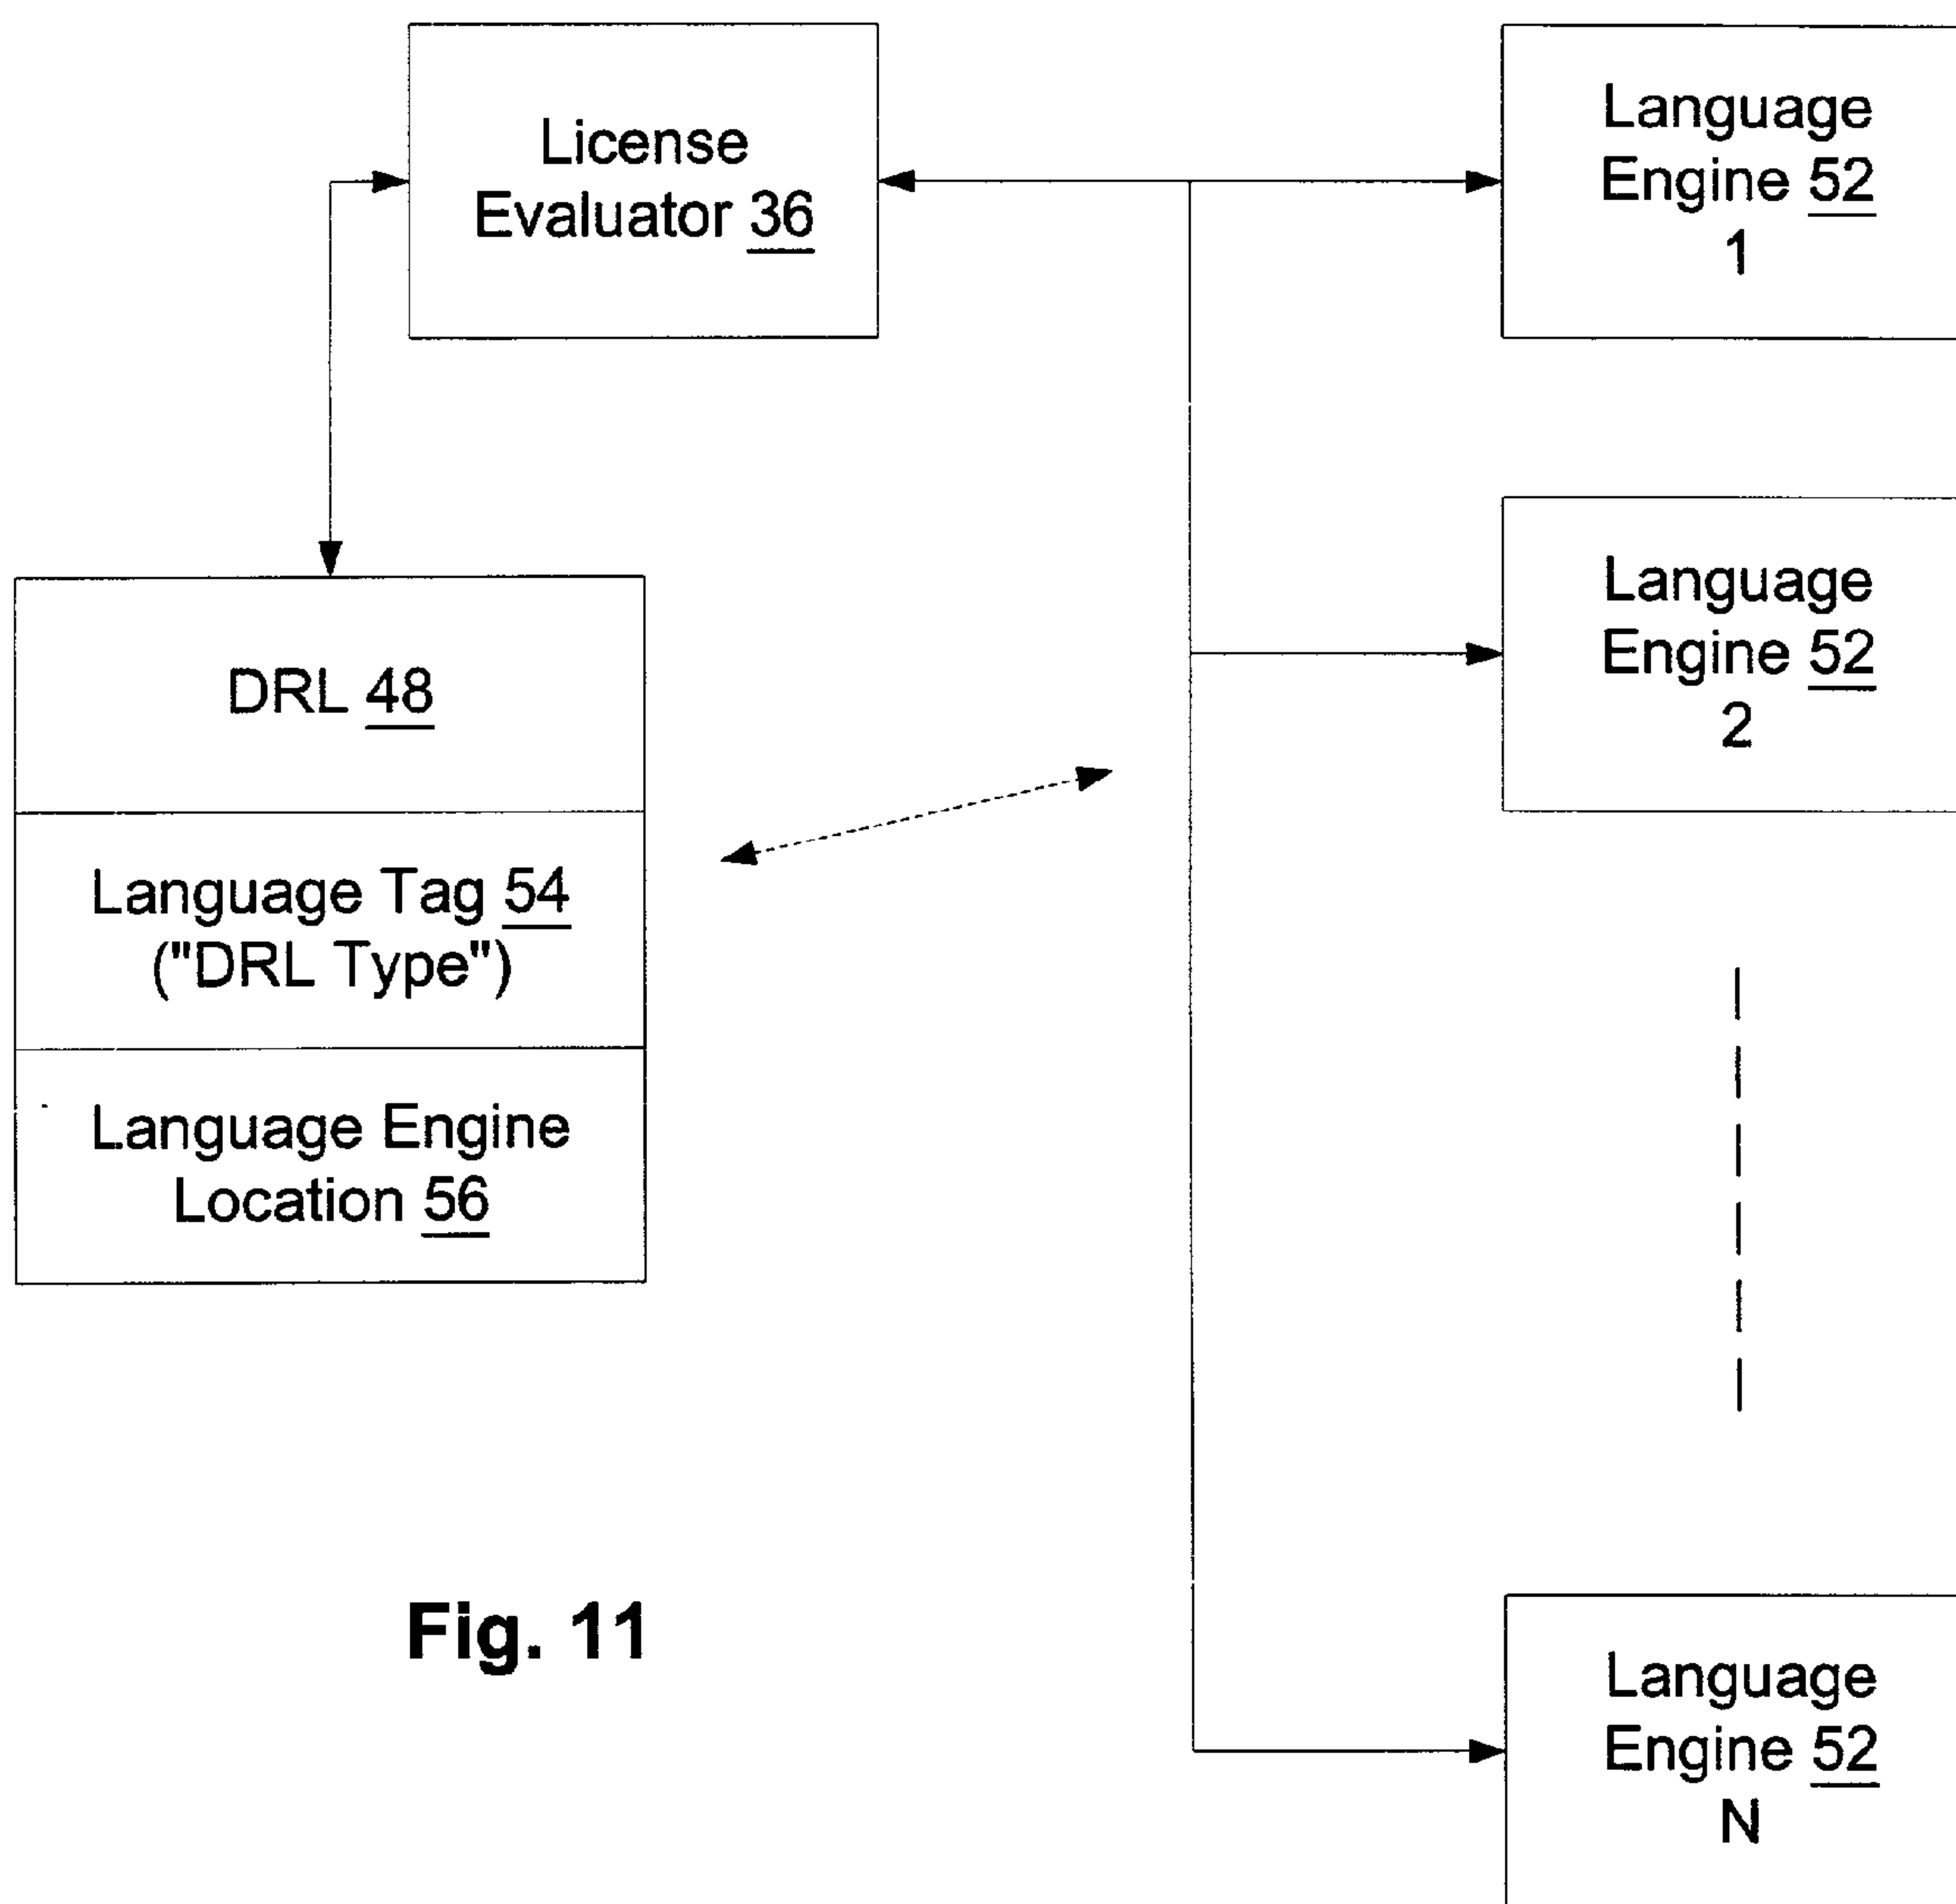 License
Evaluator 36
Language
Engine 52
1
Language
Engine 52
2
DRL 48
Language Tag 54
("DRL Type")
Language Engine
Location 56
Fig. 11
Language
Engine 52
N